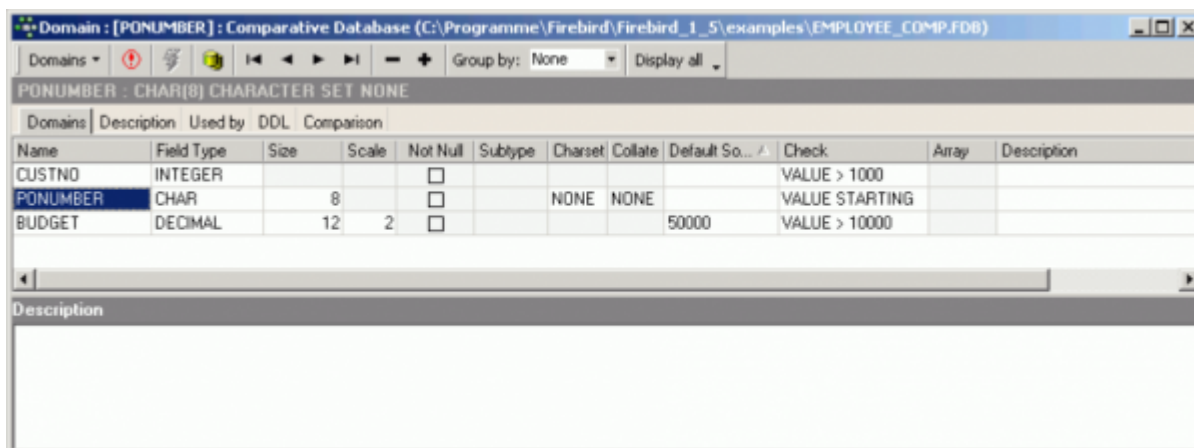 Domain : [PONUMBER] : Comparative Database (C:\Programme\Firebird\Firebird_1_5\examples\EMPLOYEE_COMP.FDB)
Domains Group by: None Display all
PONUMBER : CHAR(8) CHARACTER SET NONE
Domains Description Used by DDL Comparison
Name Field Type Size Scale Not Null Subtype Charset Collate Default So... Check Array Description
CUSTNO INTEGER VALUE > 1000
PONUMBER CHAR 8 NONE NONE VALUE STARTING
BUDGET DECIMAL 12 2 50000 VALUE > 10000
Description